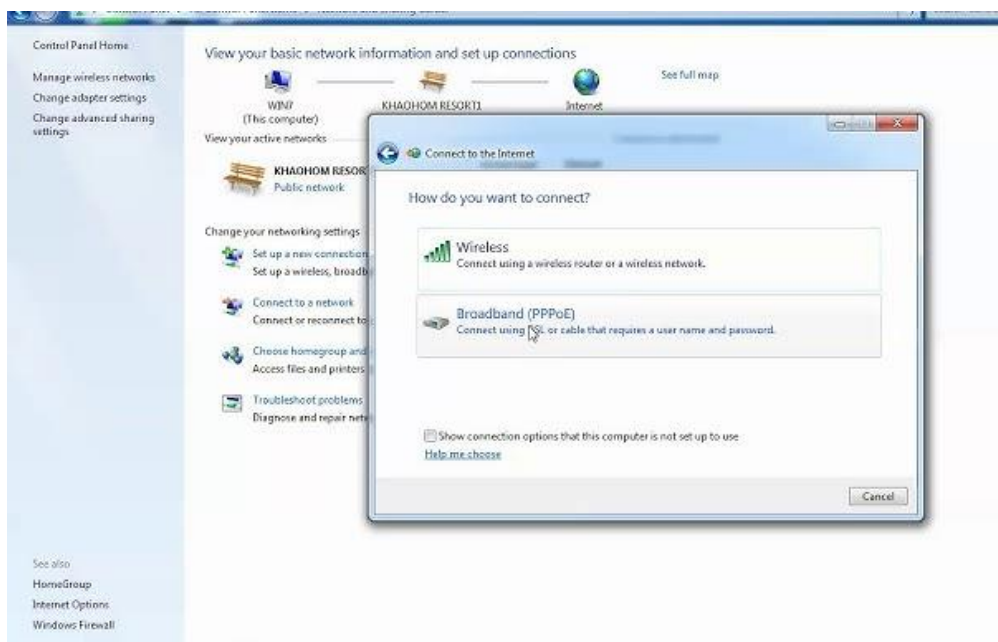 Control Panel Home
Manage wireless networks
Change adapter settings
Change advanced sharing
settings
See also
HomeGroup
Internet Options
Windows Firewall
View your basic network information and set up connections
See full map
WIN7
(This computer)
KHAOHOM RESORT1
Internet
View your active networks
KHAOHOM RESOR
Public network
Change your networking settings
Set up a new connection
Set up a wireless, broadb
Connect to a network
Connect or reconnect to
Choose homegroup and
Access files and printers
Troubleshoot problems
Diagnose and repair netw
Connect to the Internet
How do you want to connect?
Wireless
Connect using a wireless router or a wireless network.
Broadband (PPPoE)
Connect using DSL or cable that requires a user name and password.
Show connection options that this computer is not set up to use
Help me choose
Cancel